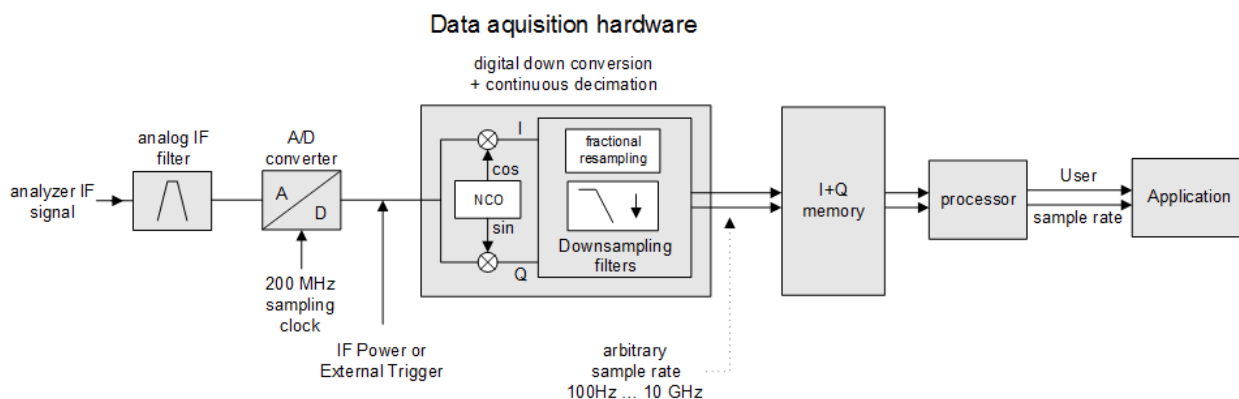 Data aquisition hardware
digital down conversion
+ continuous decimation
analog IF
filter
A/D
converter
analyzer IF
signal
A
D
200 MHz
sampling
clock
IF Power or
External Trigger
I
cos
NCO
sin
Q
fractional
resampling
Downsampling
filters
arbitrary
sample rate
100Hz ... 10 GHz
I+Q
memory
processor
User
sample rate
Application